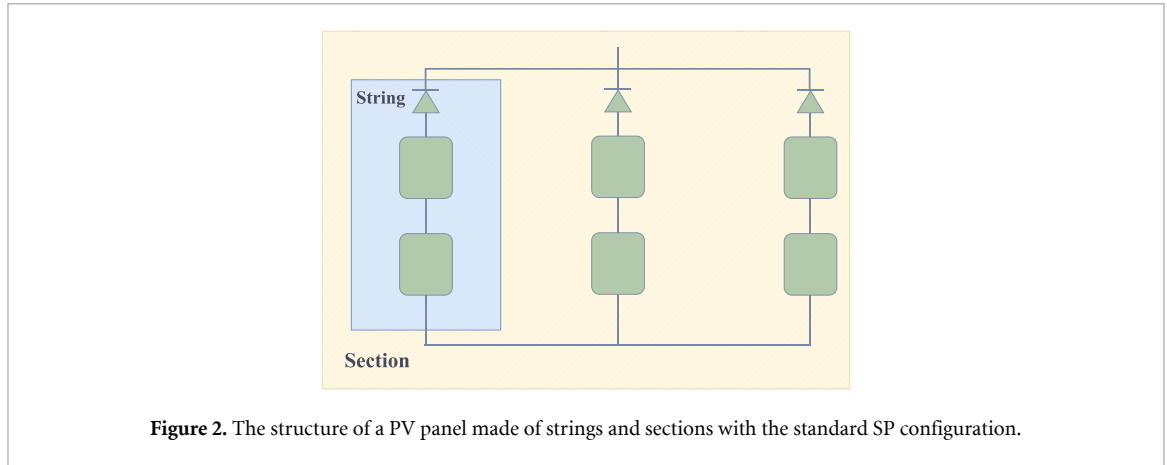 String
Section
Figure 2. The structure of a PV panel made of strings and sections with the standard SP configuration.